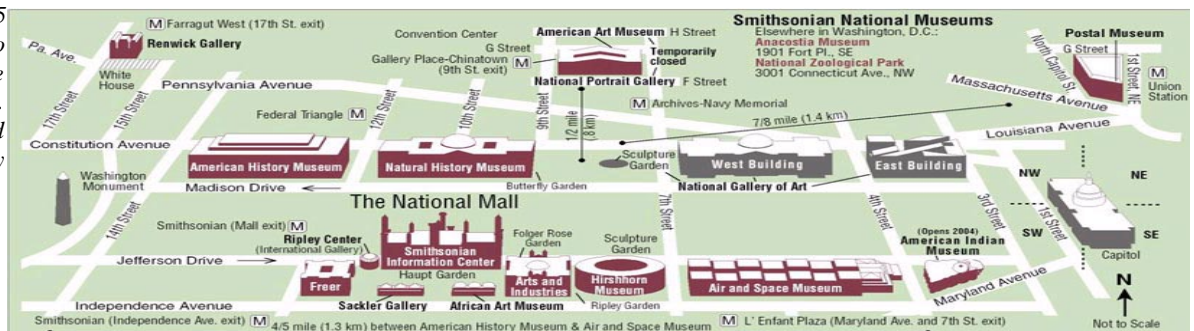 Farragut West (17th St. exit)
Renwick Gallery
Pa. Ave.
White
House
17th Street
15th Street
Pennsylvania Avenue
Convention Center
G Street
Gallery Place-Chinatown
(9th St. exit)
American Art Museum
H Street
Temporarily
closed
National Portrait Gallery
F Street
Smithsonian National Museums
Elsewhere in Washington, D.C.:
Anacostia Museum
1901 Fort Pl., SE
National Zoological Park
3001 Connecticut Ave., NW
Postal Museum
G Street
North Capitol St.
1st Street, NE
M
Union
Station
Massachusetts Avenue
Louisiana Avenue
M Archives-Navy Memorial
7/8 mile (1.4 km)
1/2 mile
(.8 km)
Federal Triangle M
12th Street
10th Street
9th Street
Constitution Avenue
American History Museum
Natural History Museum
Sculpture
Garden
West Building
East Building
National Gallery of Art
Butterfly Garden
Washington
Monument
Madison Drive
14th Street
The National Mall
7th Street
4th Street
3rd Street
1st Street
NW
NE
SW
SE
Capitol
Smithsonian (Mall exit) M
Ripley Center
(International Gallery)
Smithsonian
Information Center
Haupt Garden
Folger Rose
Garden
Sculpture
Garden
(Opens 2004)
American Indian
Museum
Jefferson Drive
Freer
Arts and
Industries
Hirshhorn
Museum
Air and Space Museum
Maryland Avenue
Sackler Gallery
African Art Museum
Ripley Garden
Independence Avenue
N
Not to Scale
Smithsonian (Independence Ave. exit) M
4/5 mile (1.3 km) between American History Museum & Air and Space Museum
M L' Enfant Plaza (Maryland Ave. and 7th St. exit)